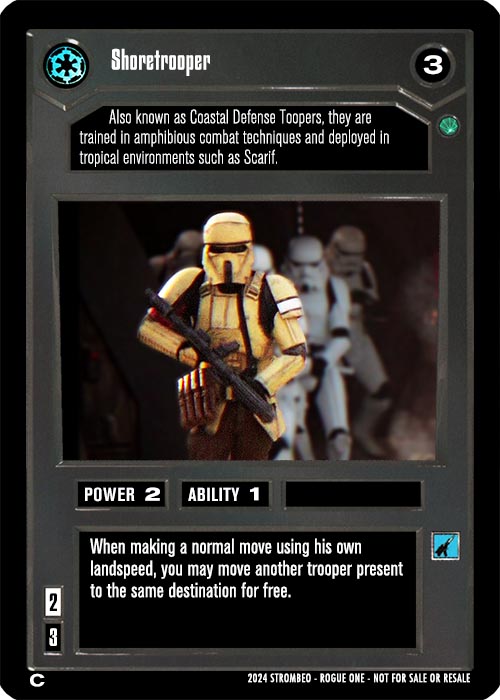 Shoretrooper
3
Also known as Coastal Defense Toopers, they are
trained in amphibious combat techniques and deployed in
tropical environments such as Scarif.
POWER 2 ABILITY 1
When making a normal move using his own
landspeed, you may move another trooper present
to the same destination for free.
2
3
C
2024 STROMBEO - ROGUE ONE - NOT FOR SALE OR RESALE